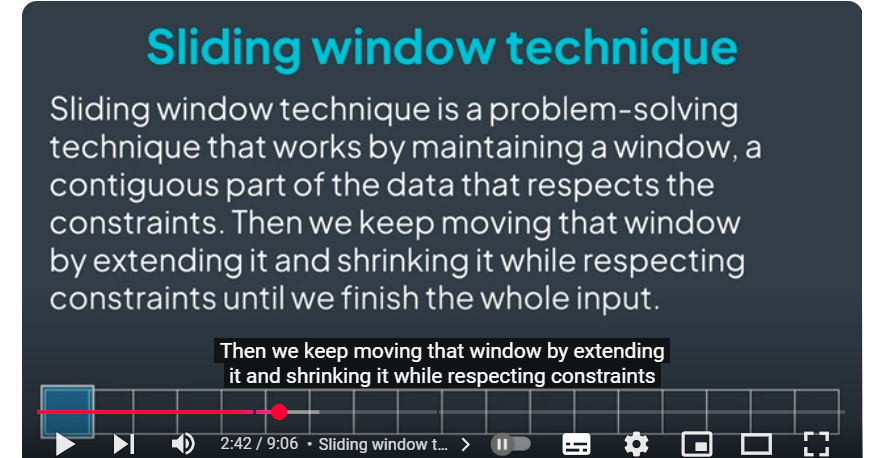 Sliding window technique
Sliding window technique is a problem-solving
technique that works by maintaining a window, a
contiguous part of the data that respects the
constraints. Then we keep moving that window
by extending it and shrinking it while respecting
constraints until we finish the whole input.
Then we keep moving that window by extending
it and shrinking it while respecting constraints
2:42 / 9:06 • Sliding window t...